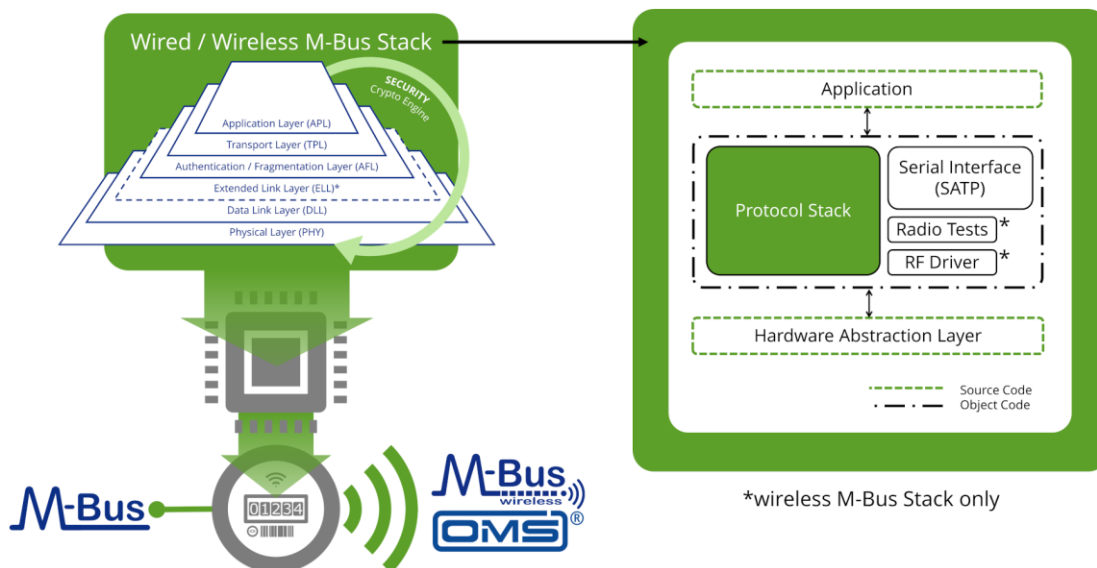 Wired / Wireless M-Bus Stack
SECURITY
Crypto Engine
Application Layer (APL)
Transport Layer (TPL)
Authentication / Fragmentation Layer (AFL)
Extended Link Layer (ELL)*
Data Link Layer (DLL)
Physical Layer (PHY)
M-Bus
01234
M-Bus
wireless
OMS®
Application
Protocol Stack
Serial Interface
(SATP)
Radio Tests *
RF Driver *
Hardware Abstraction Layer
Source Code
Object Code
*wireless M-Bus Stack only